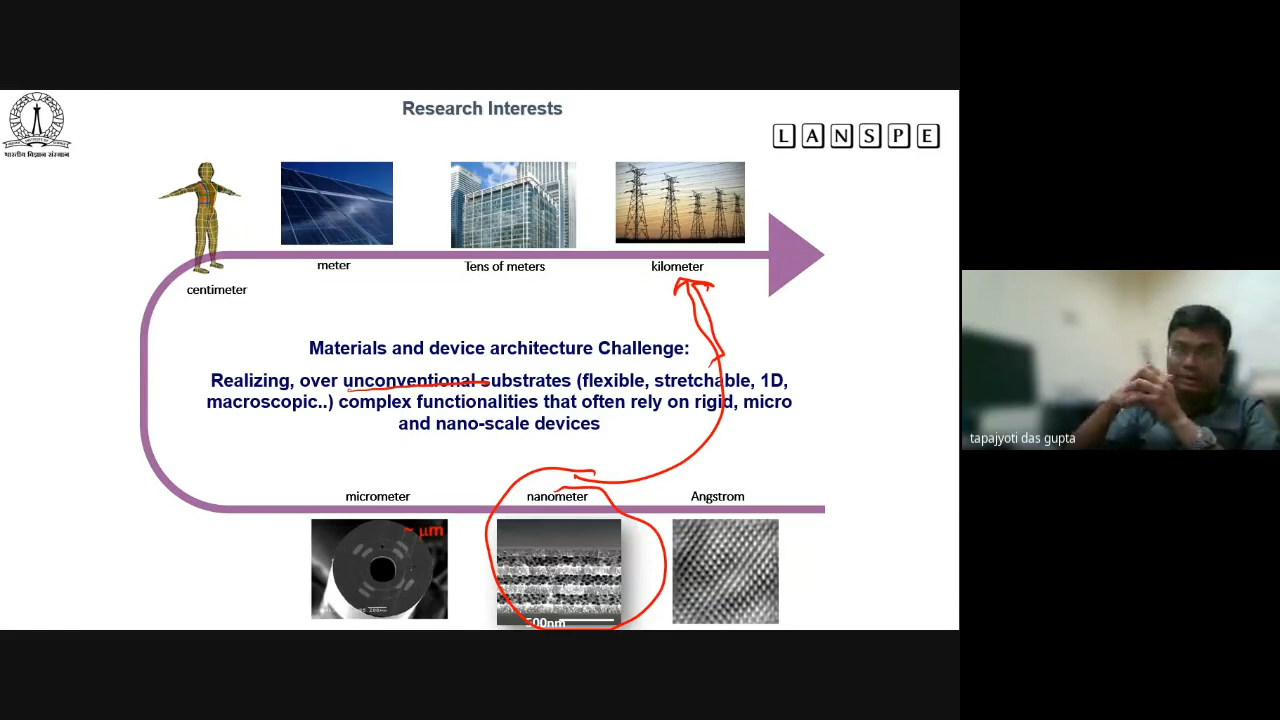 Research Interests
L A N S P E
भारतीय विज्ञान संस्थान
meter
Tens of meters
kilometer
centimeter
Materials and device architecture Challenge:
Realizing, over unconventional substrates (flexible, stretchable, 1D,
macroscopic..) complex functionalities that often rely on rigid, micro
and nano-scale devices
tapajyoti das gupta
micrometer
nanometer
Angstrom
μm
500nm